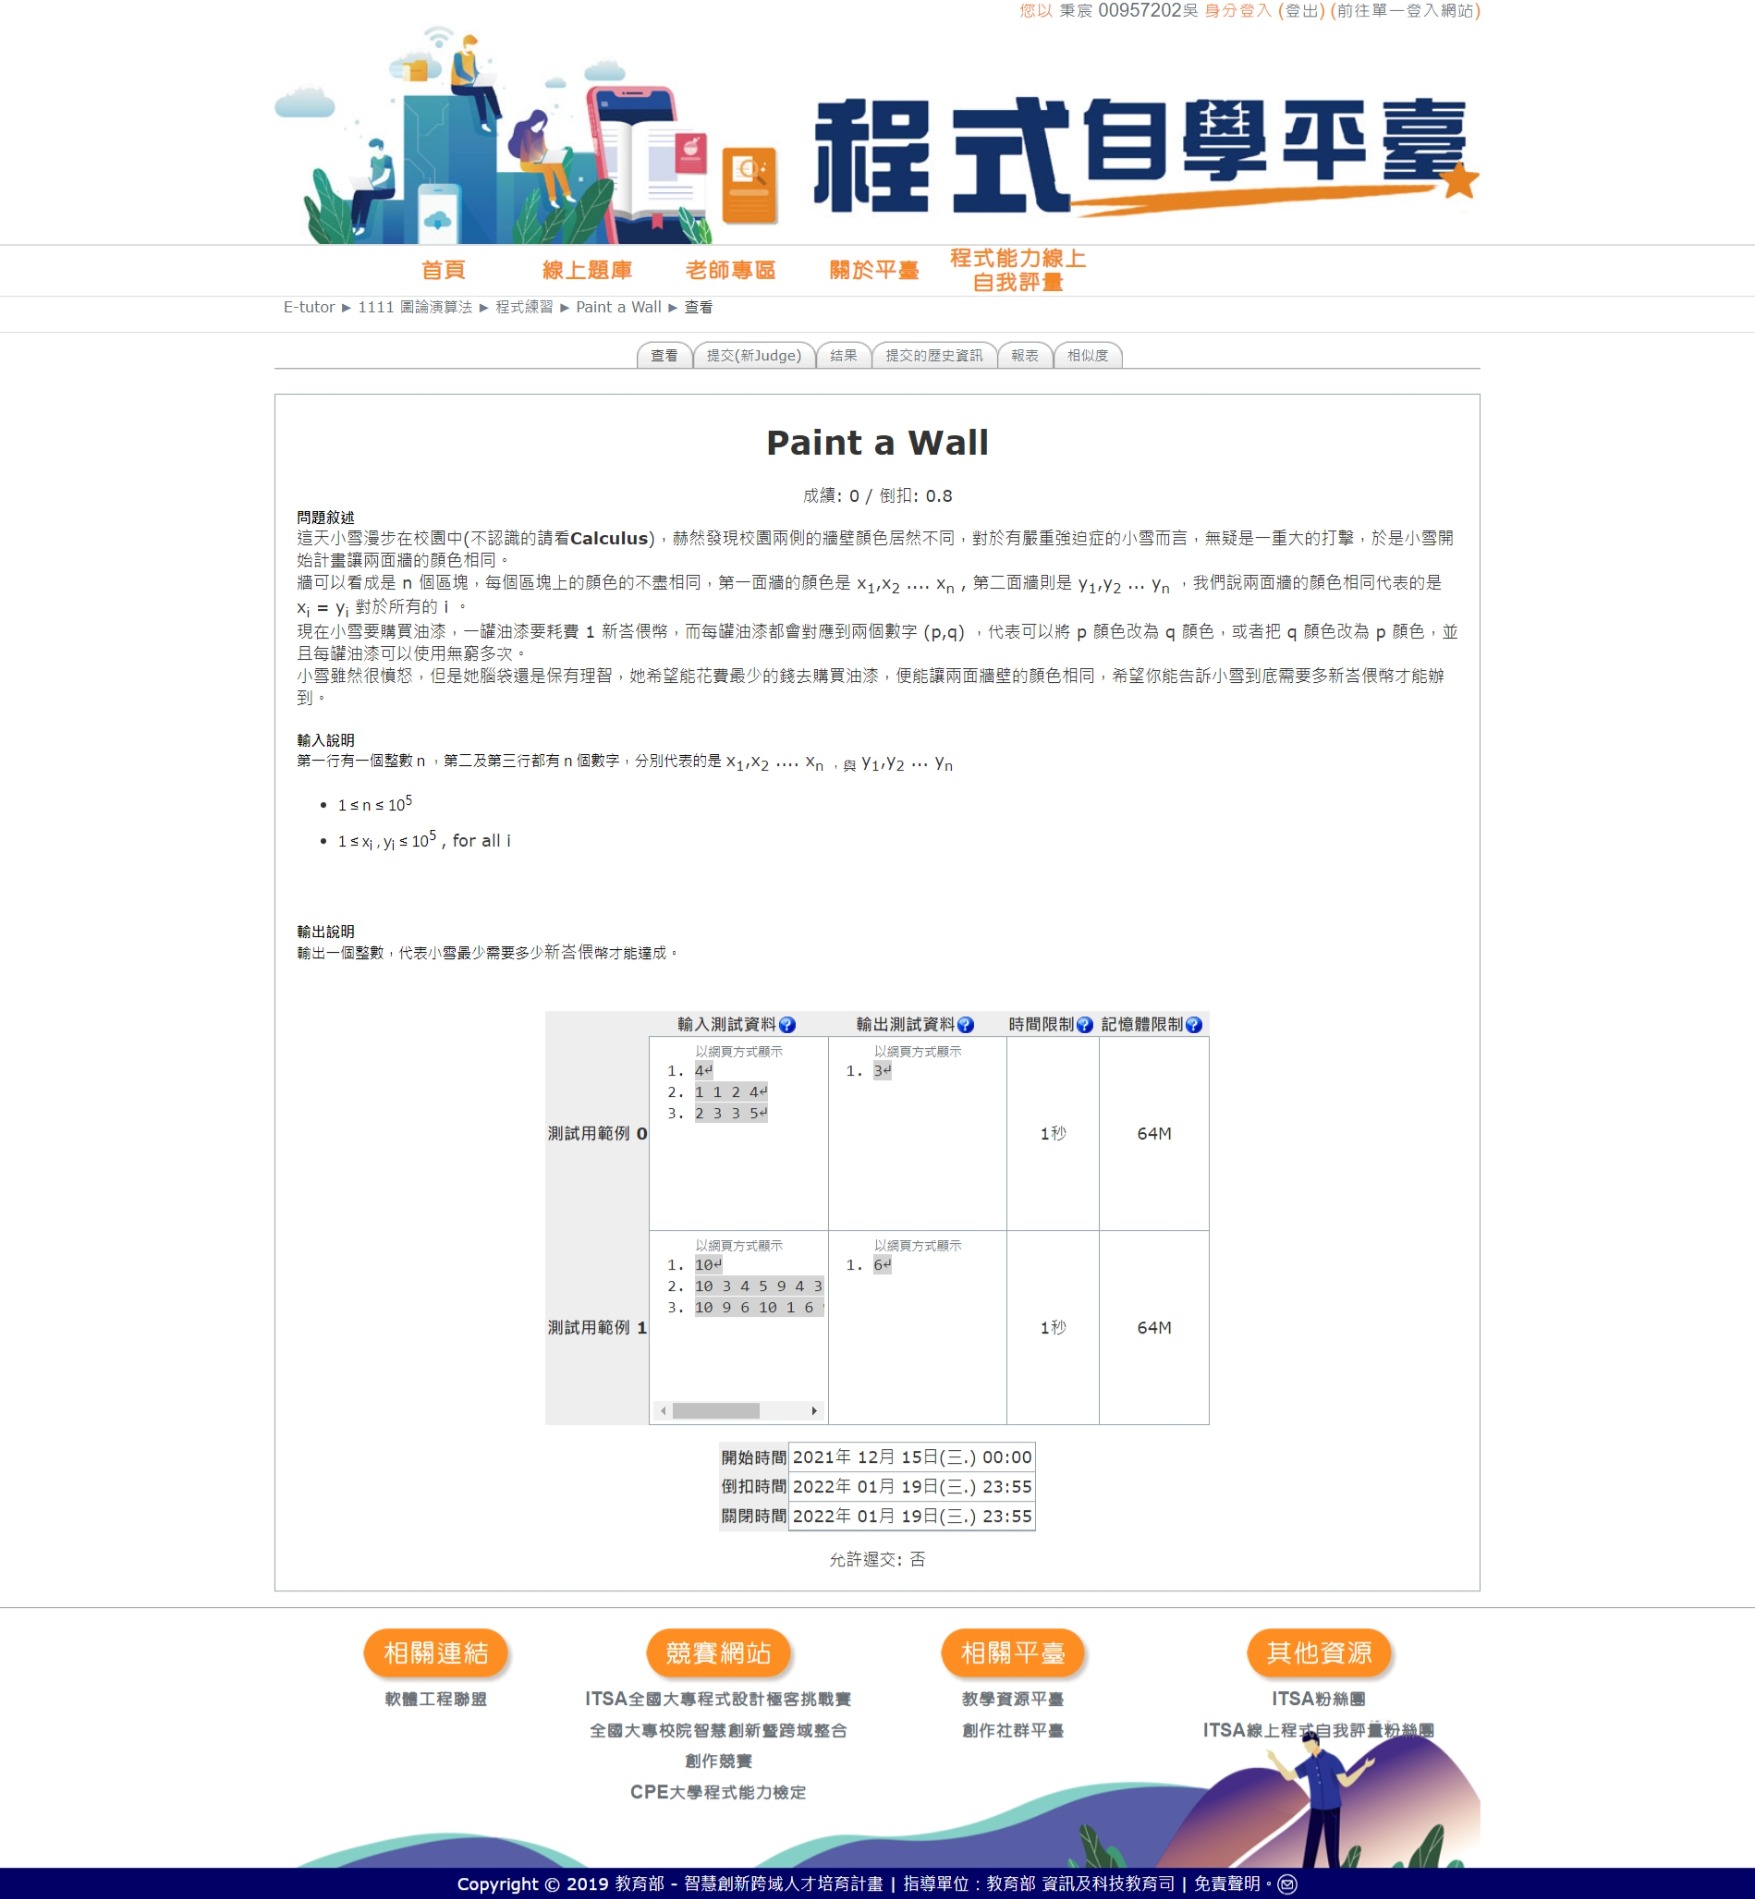 您以 秉宸 00957202吳 身分登入 (登出) (前往單一登入網站)
程式自學平臺
首頁 線上題庫 老師專區 關於平臺 程式能力線上
自我評量
E-tutor ► 1111 圖論演算法 ► 程式練習 ► Paint a Wall ► 查看
查看 提交(新Judge) 結果 提交的歷史資訊 報表 相似度
Paint a Wall
成績: 0 / 倒扣: 0.8
問題敘述
這天小雪漫步在校園中(不認識的請看Calculus)，赫然發現校園兩側的牆壁顏色居然不同，對於有嚴重強迫症的小雪而言，無疑是一重大的打擊，於是小雪開
始計畫讓兩面牆的顏色相同。
牆可以看成是 n 個區塊，每個區塊上的顏色的不盡相同，第一面牆的顏色是 x1,x2 .... xn , 第二面牆則是 y1,y2 ... yn ，我們說兩面牆的顏色相同代表的是
xi = yi 對於所有的 i 。
現在小雪要購買油漆，一罐油漆要耗費 1 新峇偎幣，而每罐油漆都會對應到兩個數字 (p,q) ，代表可以將 p 顏色改為 q 顏色，或者把 q 顏色改為 p 顏色，並
且每罐油漆可以使用無窮多次。
小雪雖然很憤怒，但是她腦袋還是保有理智，她希望能花費最少的錢去購買油漆，便能讓兩面牆壁的顏色相同，希望你能告訴小雪到底需要多新峇偎幣才能辦
到。
輸入說明
第一行有一個整數 n ，第二及第三行都有 n 個數字，分別代表的是 x1,x2 .... xn ，與 y1,y2 ... yn
• 1 ≤ n ≤ 10^5
• 1 ≤ xi , yi ≤ 10^5 , for all i
輸出說明
輸出一個整數，代表小雪最少需要多少新峇偎幣才能達成。
輸入測試資料 輸出測試資料 時間限制 記憶體限制
以網頁方式顯示 以網頁方式顯示
1. 4↵ 1. 3↵
2. 1 1 2 4↵
3. 2 3 3 5↵
測試用範例 0 1秒 64M
以網頁方式顯示 以網頁方式顯示
1. 10↵ 1. 6↵
2. 10 3 4 5 9 4 3
3. 10 9 6 10 1 6
測試用範例 1 1秒 64M
開始時間 2021年 12月 15日(三.) 00:00
倒扣時間 2022年 01月 19日(三.) 23:55
關閉時間 2022年 01月 19日(三.) 23:55
允許遲交: 否
相關連結 競賽網站 相關平臺 其他資源
軟體工程聯盟 ITSA全國大專程式設計極客挑戰賽 教學資源平臺 ITSA粉絲團
全國大專校院智慧創新暨跨域整合 創作社群平臺 ITSA線上程式自我評量粉絲團
創作競賽
CPE大學程式能力檢定
Copyright © 2019 教育部 - 智慧創新跨域人才培育計畫 | 指導單位：教育部 資訊及科技教育司 | 免責聲明。